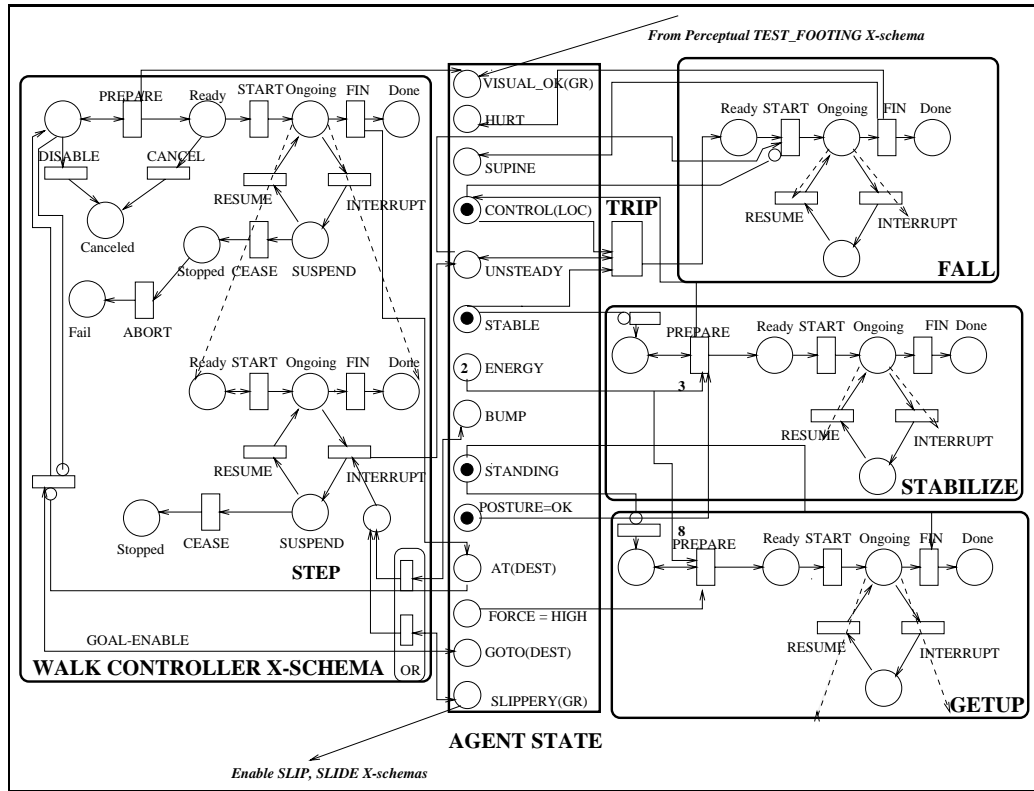 From Perceptual TEST_FOOTING X-schema
PREPARE
Ready
START
Ongoing
FIN
Done
DISABLE
CANCEL
RESUME
INTERRUPT
Canceled
Stopped
CEASE
SUSPEND
Fail
ABORT
Ready
START
Ongoing
FIN
Done
RESUME
INTERRUPT
Stopped
CEASE
SUSPEND
STEP
GOAL-ENABLE
WALK CONTROLLER X-SCHEMA
OR
VISUAL_OK(GR)
HURT
SUPINE
CONTROL(LOC)
UNSTEADY
STABLE
2 ENERGY
BUMP
STANDING
POSTURE=OK
AT(DEST)
FORCE = HIGH
GOTO(DEST)
SLIPPERY(GR)
AGENT STATE
Enable SLIP, SLIDE X-schemas
TRIP
Ready
START
Ongoing
FIN
Done
RESUME
INTERRUPT
FALL
PREPARE
Ready
START
Ongoing
FIN
Done
3
RESUME
INTERRUPT
STABILIZE
8
PREPARE
Ready
START
Ongoing
FIN
Done
RESUME
INTERRUPT
GETUP